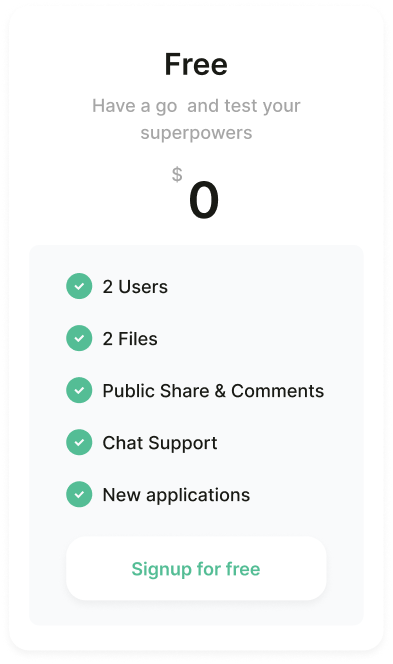 Free
Have a go  and test your
superpowers
$
0
2 Users
2 Files
Public Share & Comments
Chat Support
New applications
Signup for free